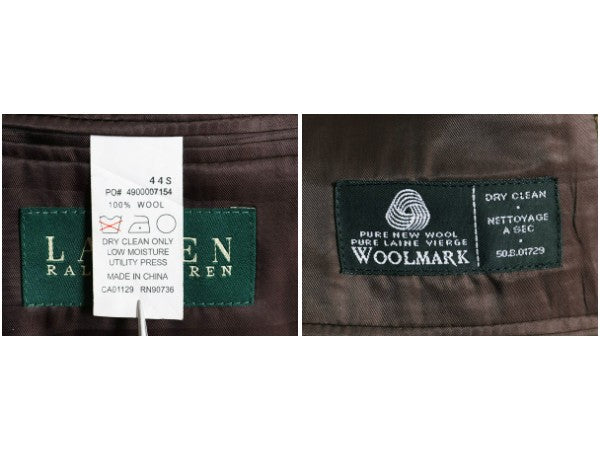 44S
PO# 4900007154
100% WOOL
DRY CLEAN ONLY
LOW MOISTURE
UTILITY PRESS
MADE IN CHINA
CA01129 RN90736
LA EN
RAL REN
PURE NEW WOOL
PURE LAINE VIERGE
WOOLMARK
DRY CLEAN
•
NETTOYAGE
A SEC
•
50.B.01729